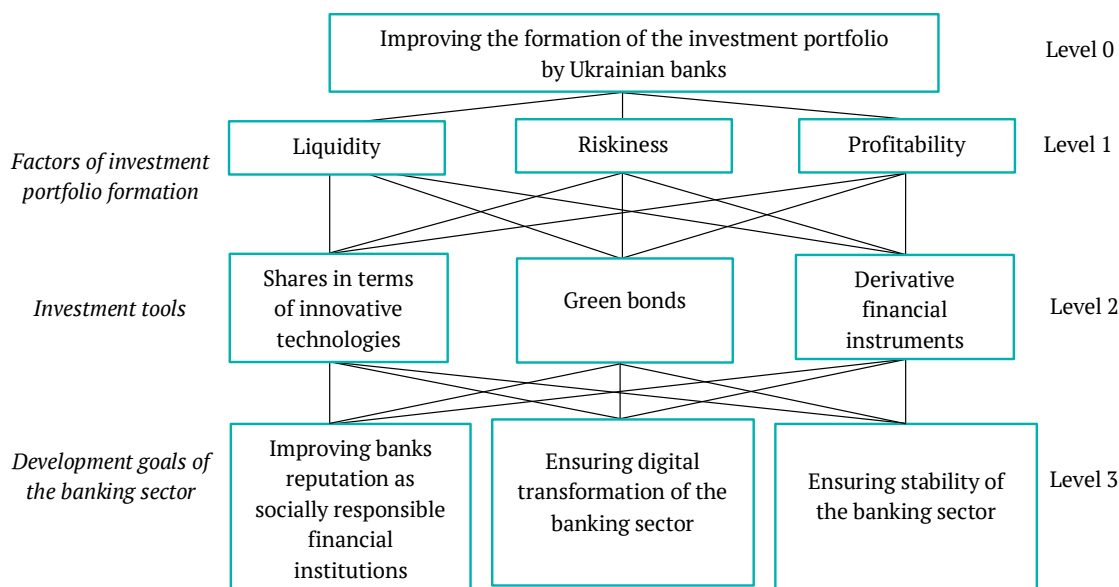 Improving the formation of the investment portfolio
by Ukrainian banks
Level 0
Factors of investment
portfolio formation
Liquidity
Riskiness
Profitability
Level 1
Investment tools
Shares in terms
of innovative
technologies
Green bonds
Derivative
financial
instruments
Level 2
Development goals of
the banking sector
Improving banks
reputation as
socially responsible
financial
institutions
Ensuring digital
transformation of the
banking sector
Ensuring stability of
the banking sector
Level 3